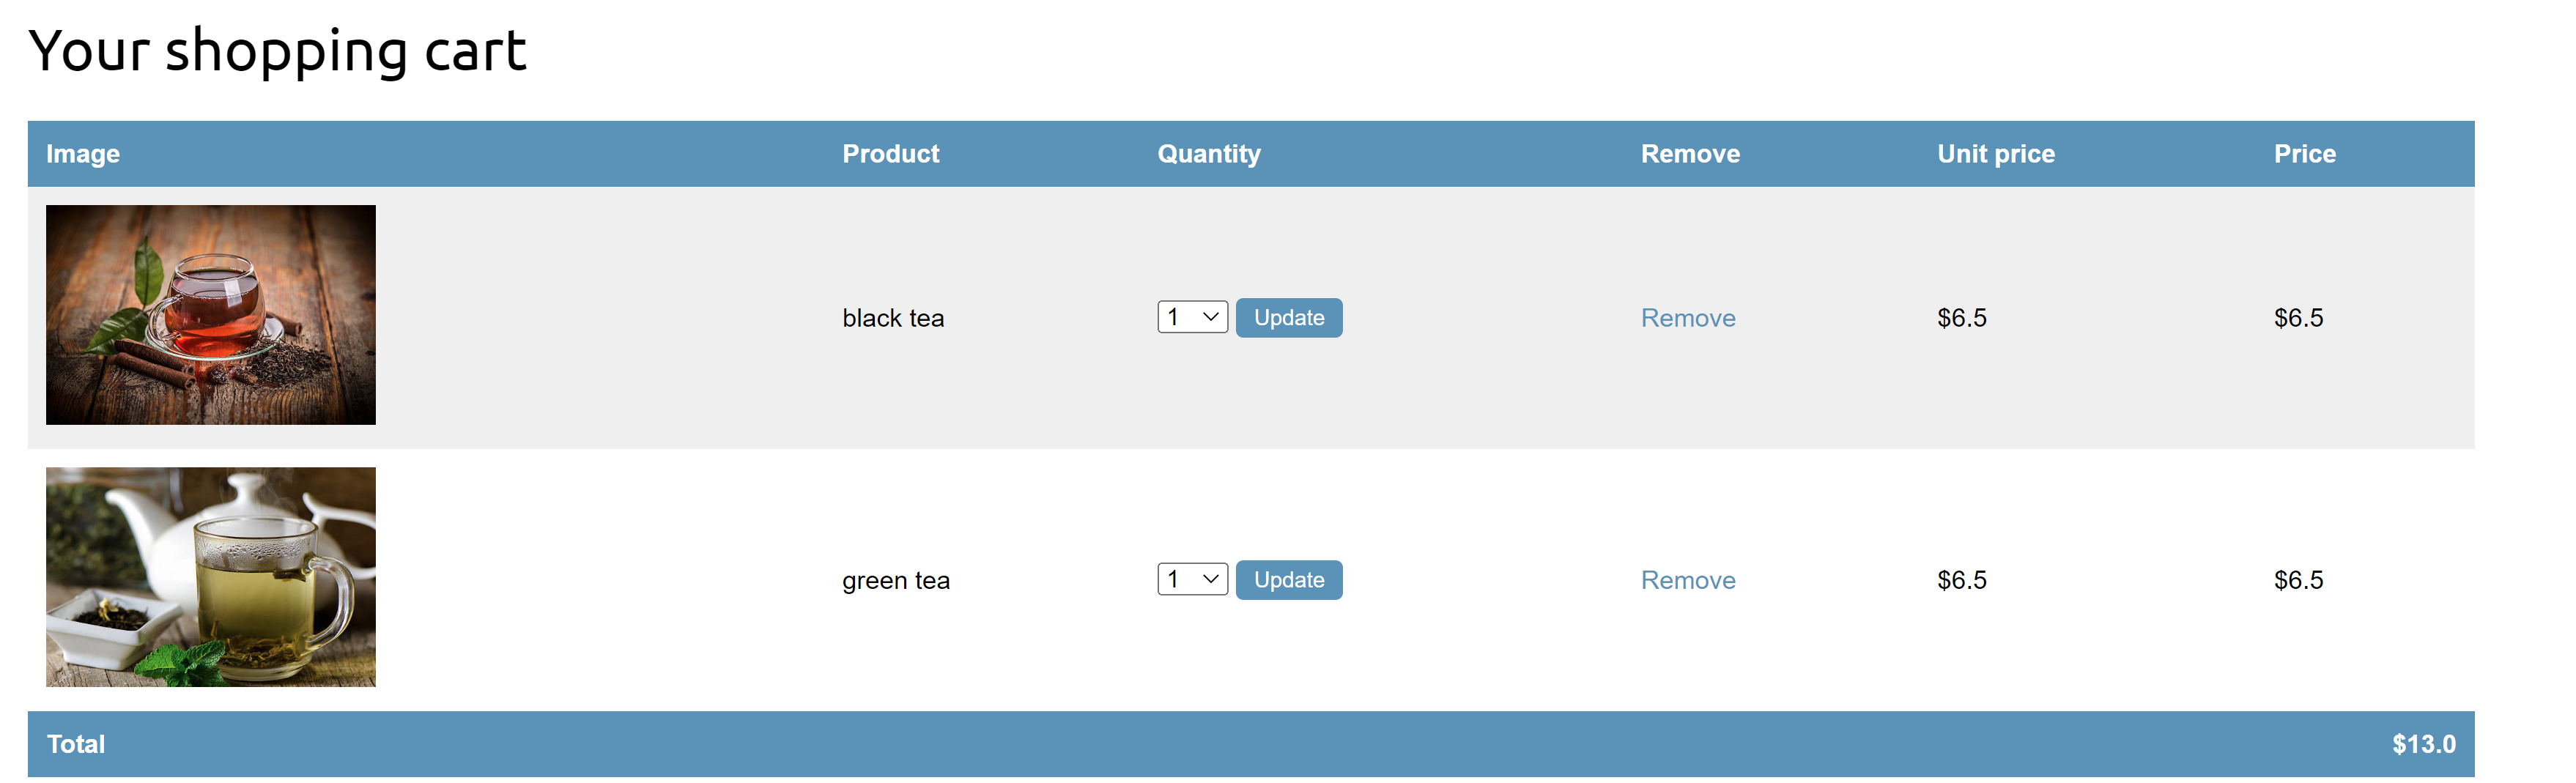 Your shopping cart
Image Product Quantity Remove Unit price Price
black tea 1 Update Remove $6.5 $6.5
green tea 1 Update Remove $6.5 $6.5
Total $13.0